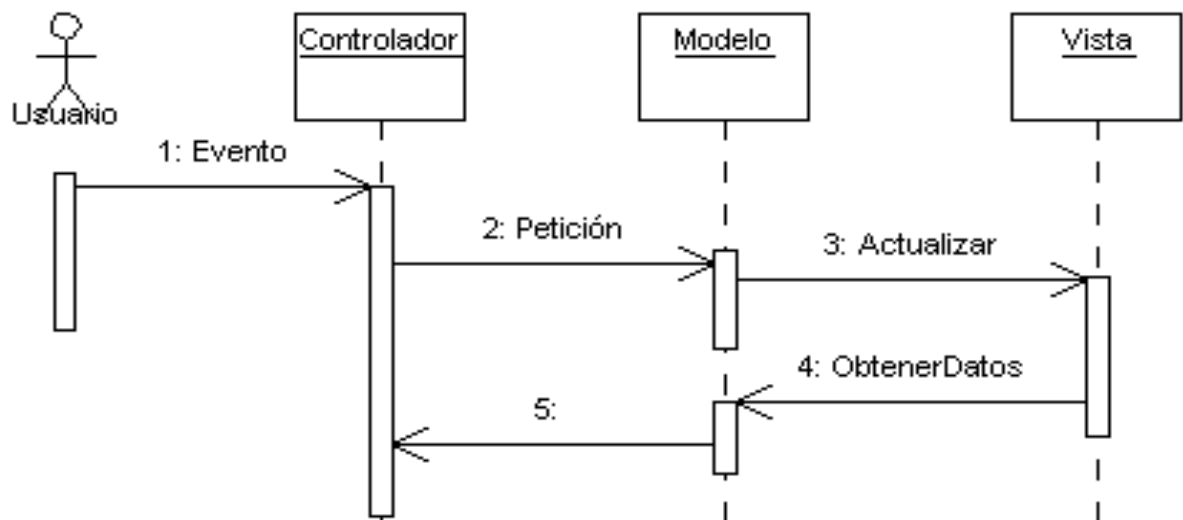 Controlador
Modelo
Vista
Usuario
1: Evento
2: Petición
3: Actualizar
4: ObtenerDatos
5: